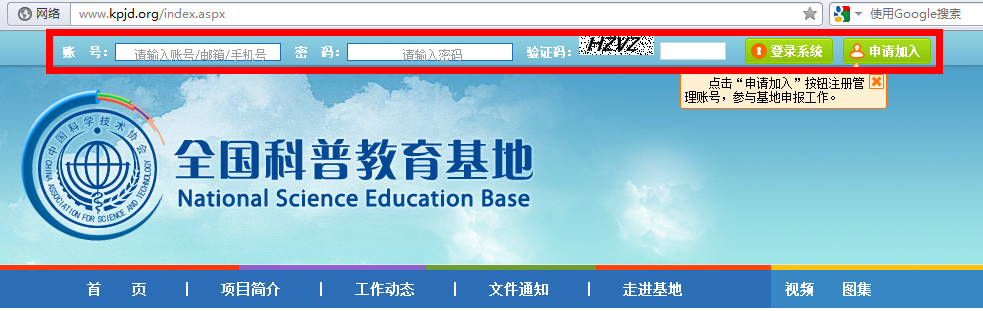 网络 www.kpjd.org/index.aspx 使用Google搜索
账 号: 请输入账号/邮箱/手机号 密 码: 请输入密码 验证码: HZVZ 登录系统 申请加入
点击“申请加入”按钮注册管
理账号，参与基地申报工作。
中国科学技术协会
CHINA ASSOCIATION FOR SCIENCE AND TECHNOLOGY
全国科普教育基地
National Science Education Base
首 页 | 项目简介 | 工作动态 | 文件通知 | 走进基地 视频 图集